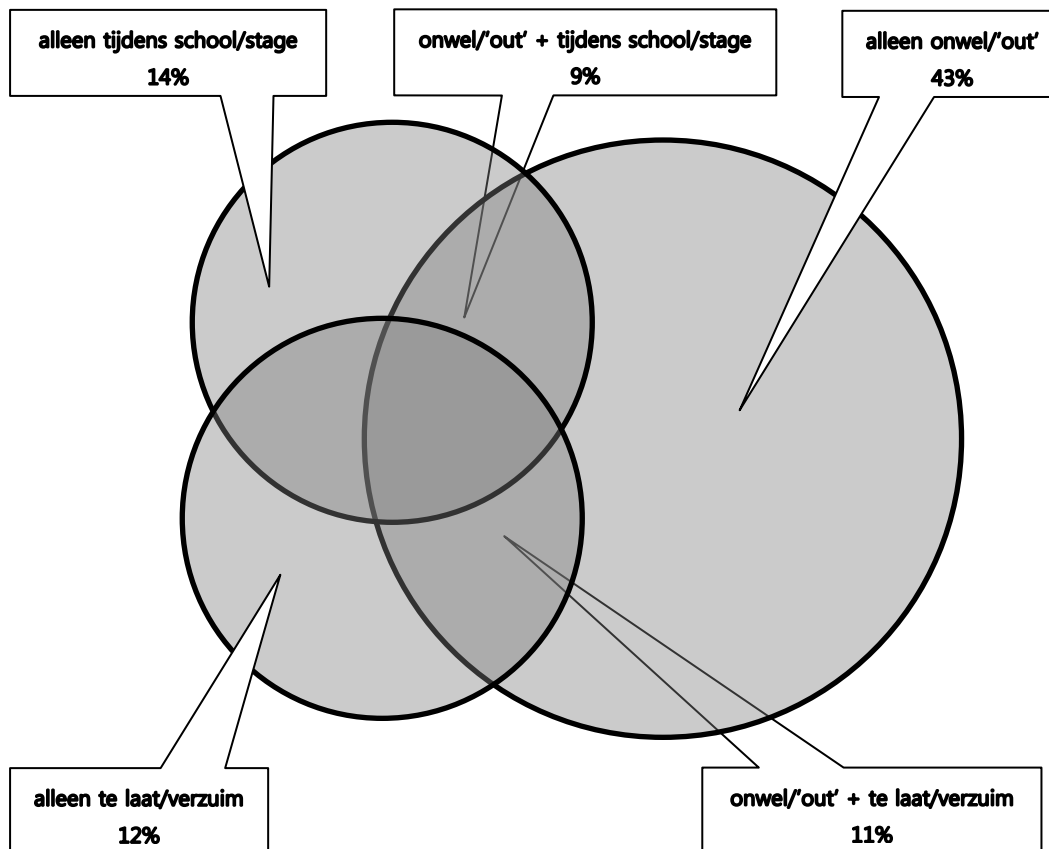 alleen tijdens school/stage
14%
onwel/'out' + tijdens school/stage
9%
alleen onwel/'out'
43%
alleen te laat/verzuim
12%
onwel/'out' + te laat/verzuim
11%